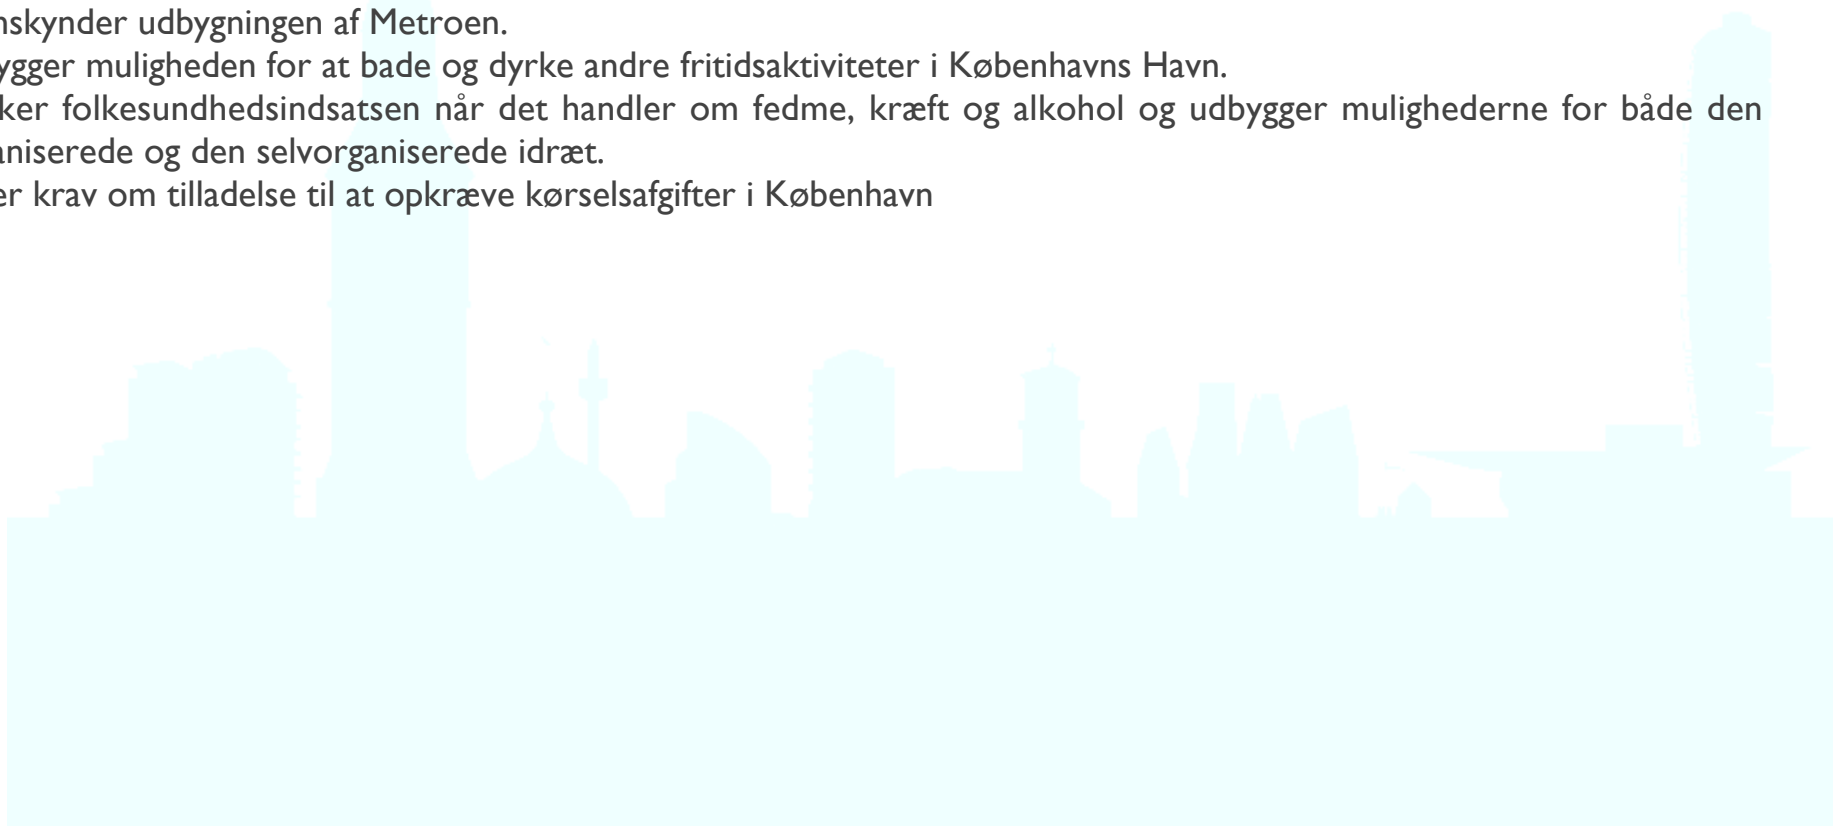 nskynder udbygningen af Metroen.
ygger muligheden for at bade og dyrke andre fritidsaktiviteter i Københavns Havn.
ker folkesundhedsindsatsen når det handler om fedme, kræft og alkohol og udbygger mulighederne for både den
aniserede og den selvorganiserede idræt.
er krav om tilladelse til at opkræve kørselsafgifter i København